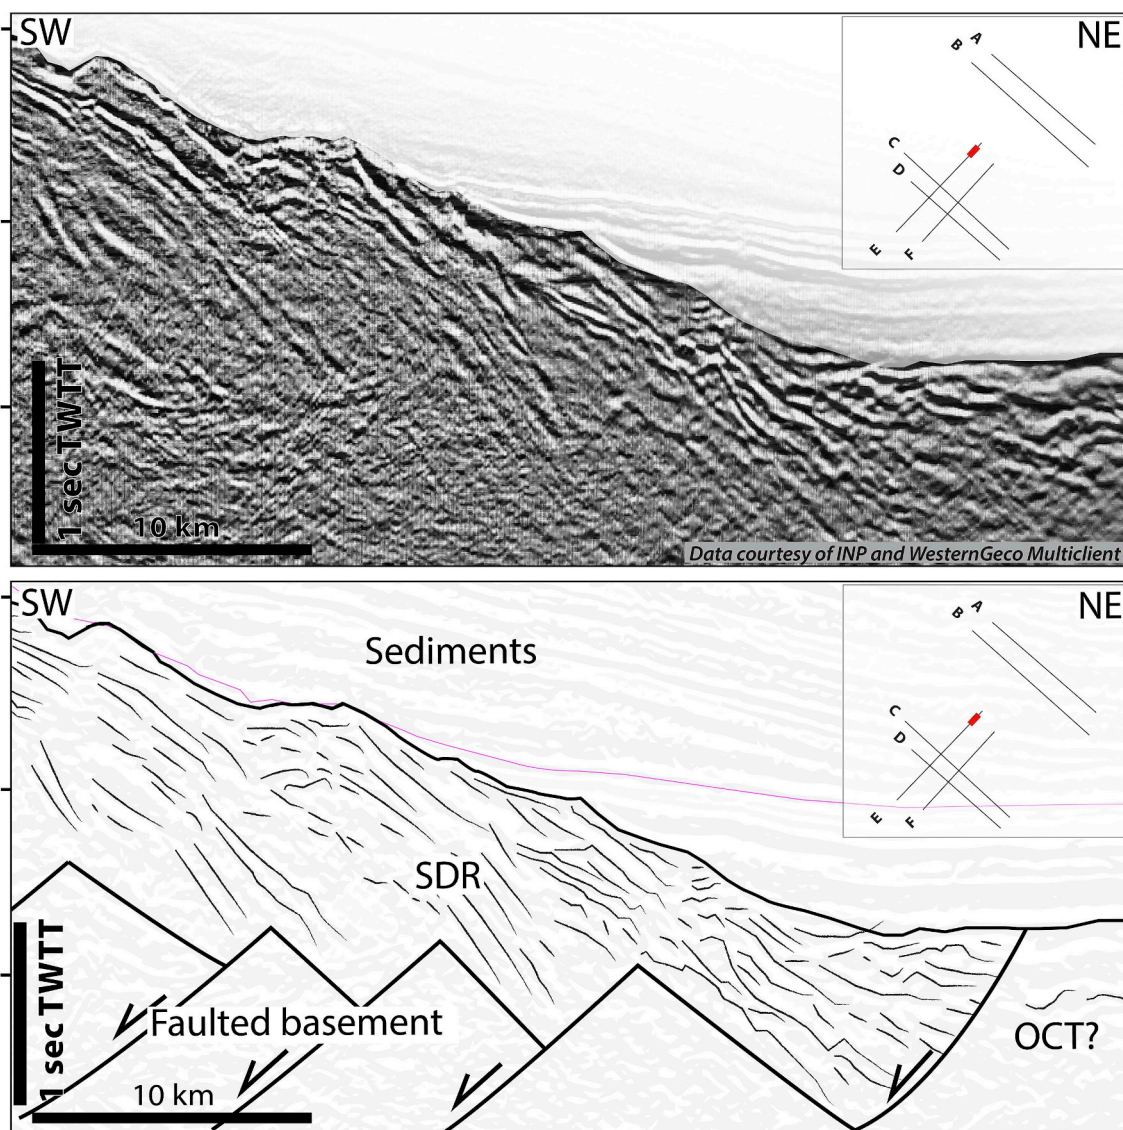 SW
NE
A
B
C
D
E
F
1 sec TWTT
10 km
Data courtesy of INP and WesternGeco Multiclient
SW
NE
Sediments
A
B
C
D
E
F
SDR
1 sec TWTT
Faulted basement
OCT?
10 km